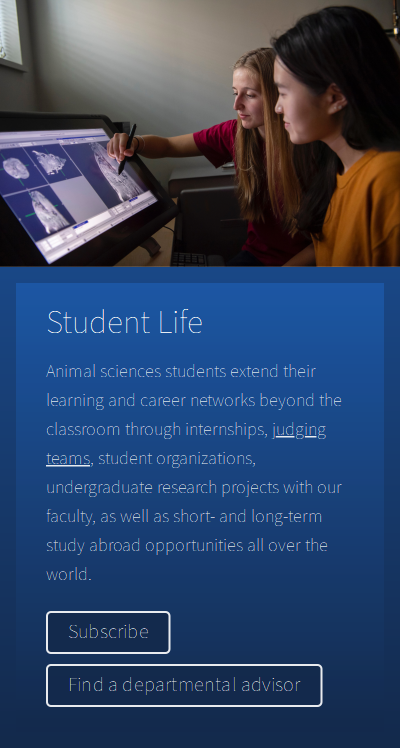 Student Life
Animal sciences students extend their
learning and career networks beyond the
classroom through internships, judging
teams, student organizations,
undergraduate research projects with our
faculty, as well as short- and long-term
study abroad opportunities all over the
world.
Subscribe
Find a departmental advisor